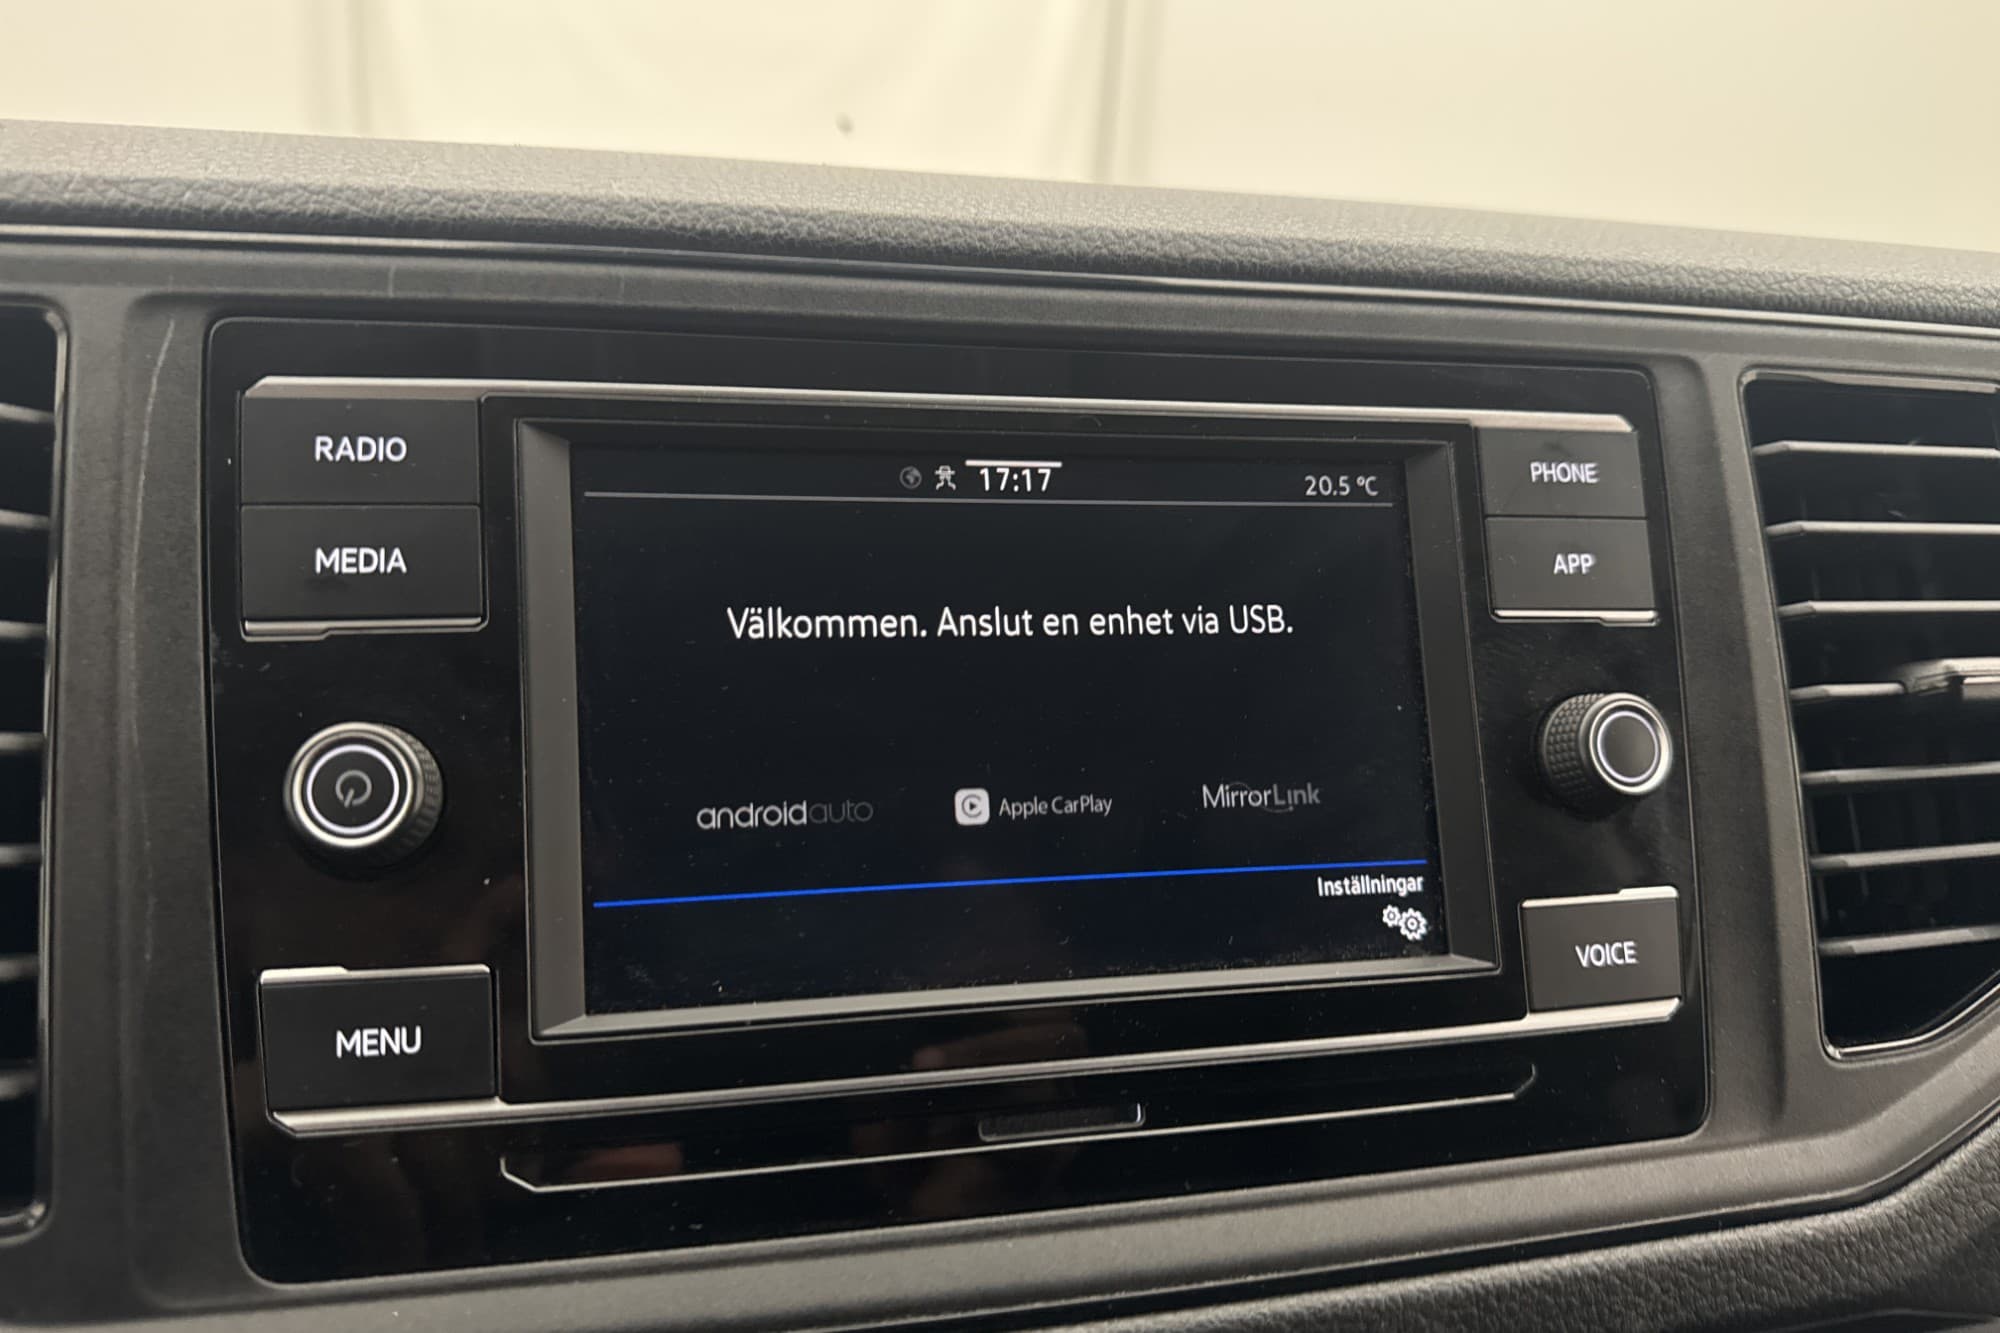 RADIO
MEDIA
MENU
17:17
20.5 °C
Välkommen. Anslut en enhet via USB.
androidauto
Apple CarPlay
MirrorLink
Inställningar
PHONE
APP
VOICE